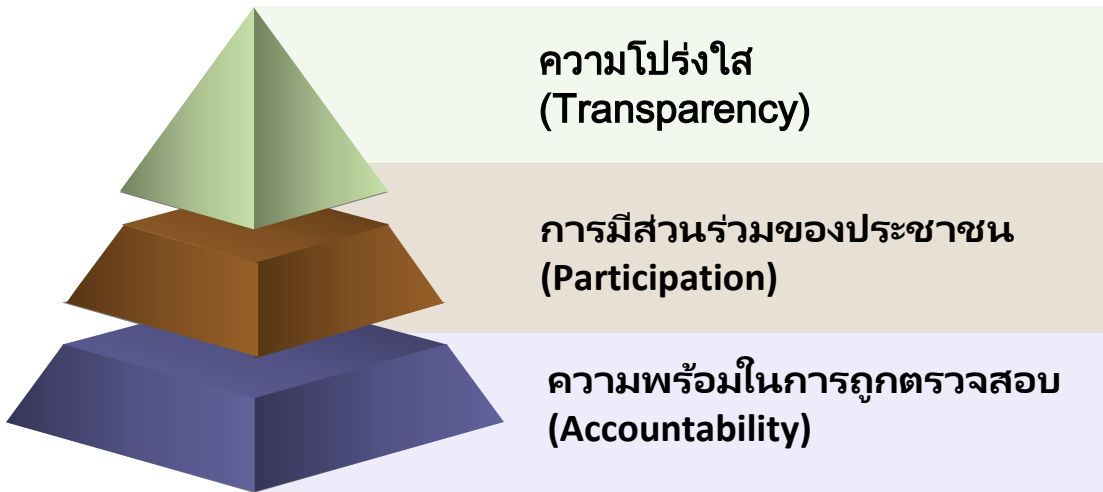 ความโปร่งใส
(Transparency)
การมีส่วนร่วมของประชาชน
(Participation)
ความพร้อมในการถูกตรวจสอบ
(Accountability)